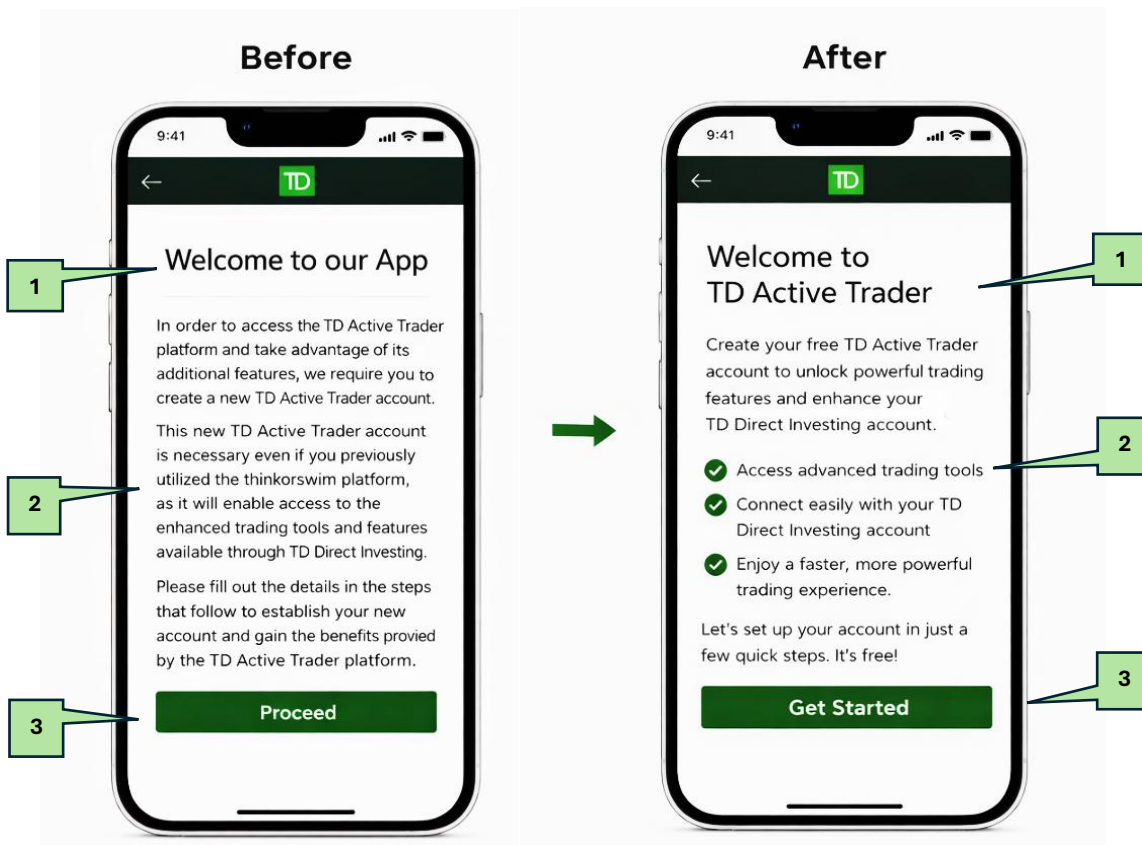 Before
9:41
TD
Welcome to our App
1
In order to access the TD Active Trader
platform and take advantage of its
additional features, we require you to
create a new TD Active Trader account.
This new TD Active Trader account
is necessary even if you previously
utilized the thinkorswim platform,
as it will enable access to the
enhanced trading tools and features
available through TD Direct Investing.
2
Please fill out the details in the steps
that follow to establish your new
account and gain the benefits provied
by the TD Active Trader platform.
Proceed
3
After
9:41
TD
Welcome to
TD Active Trader
1
Create your free TD Active Trader
account to unlock powerful trading
features and enhance your
TD Direct Investing account.
Access advanced trading tools
2
Connect easily with your TD
Direct Investing account
Enjoy a faster, more powerful
trading experience.
Let's set up your account in just a
few quick steps. It's free!
Get Started
3